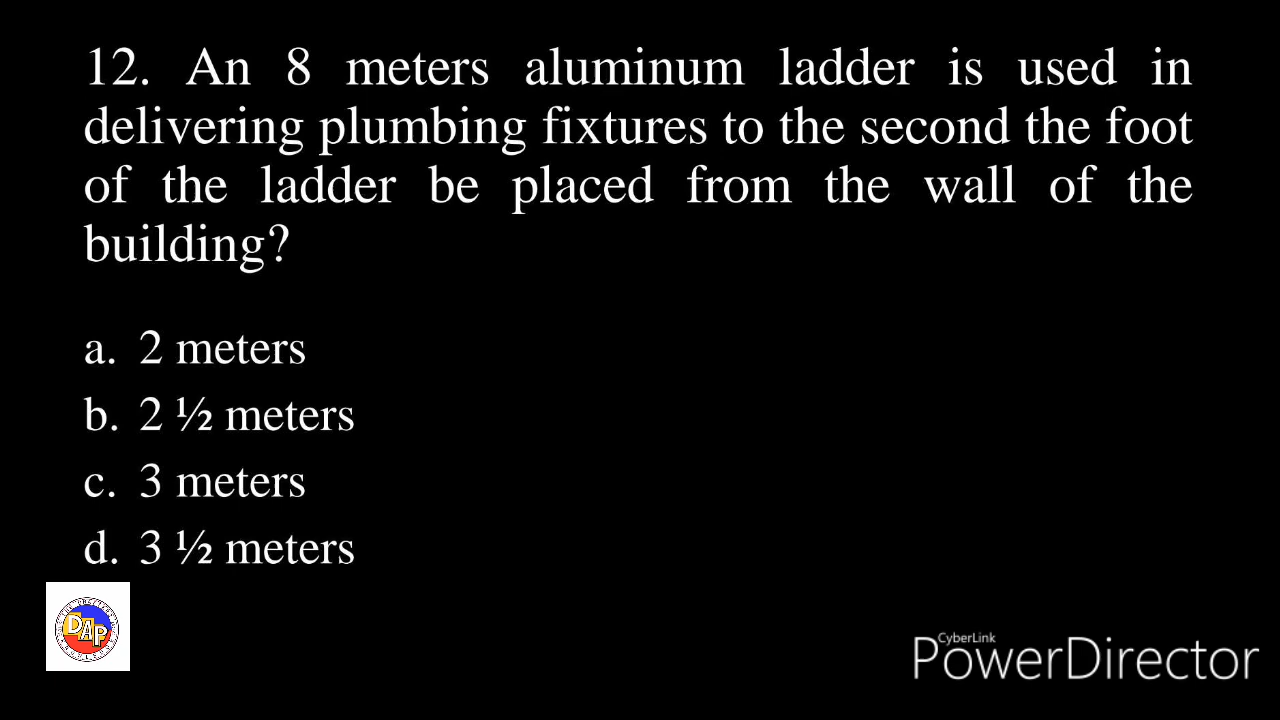 12. An 8 meters aluminum ladder is used in
delivering plumbing fixtures to the second the foot
of the ladder be placed from the wall of the
building?
a. 2 meters
b. 2 ½ meters
c. 3 meters
d. 3 ½ meters
DAP
CyberLink
PowerDirector